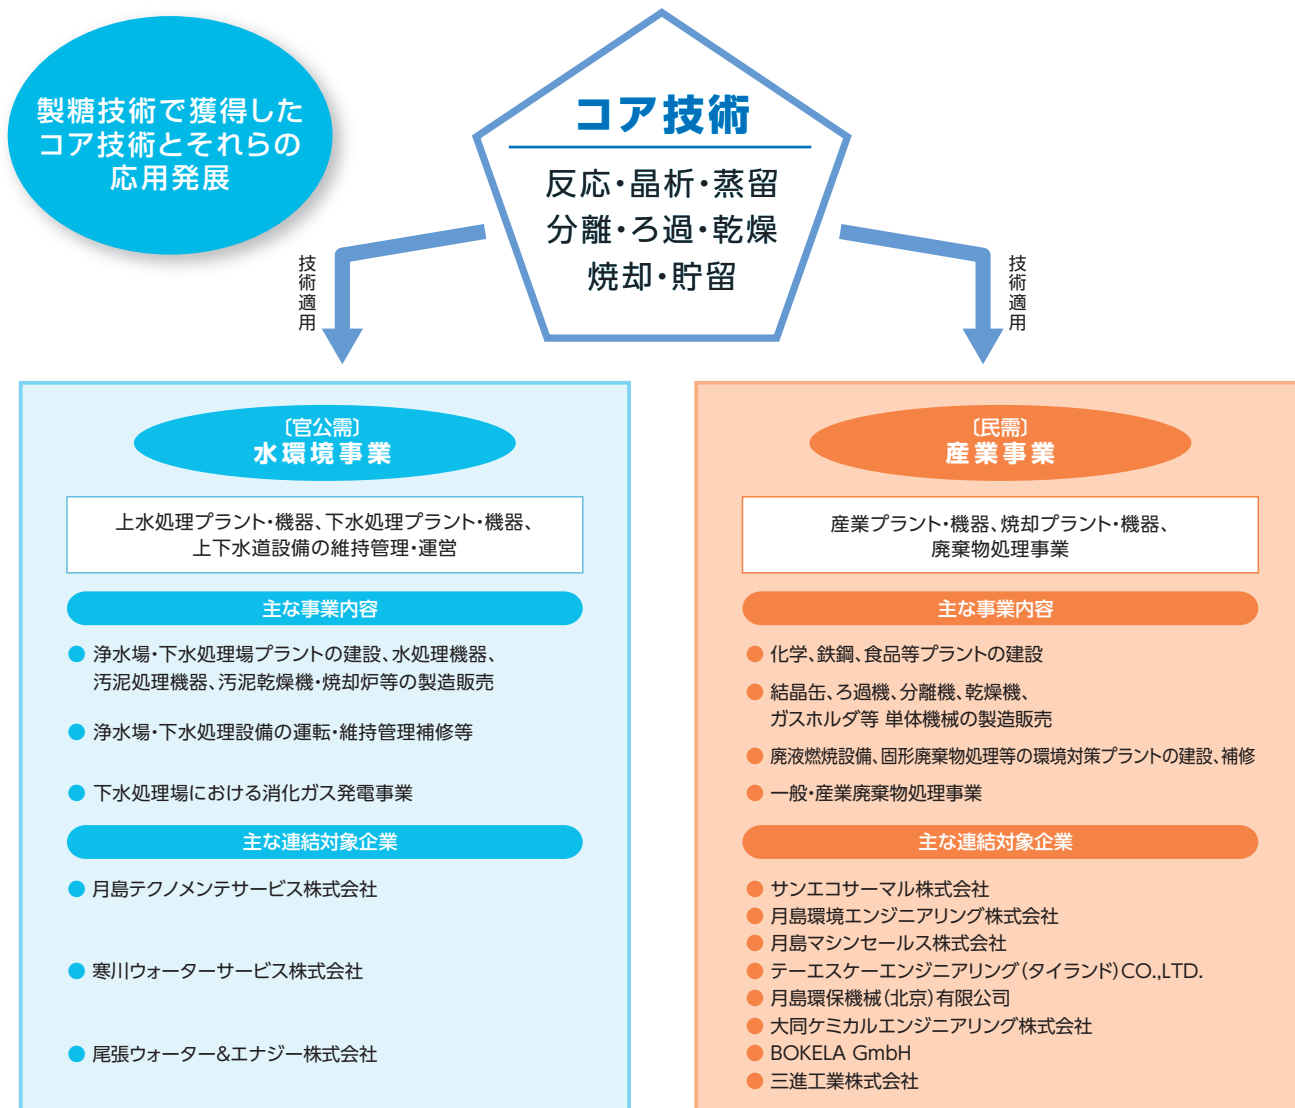 製糖技術で獲得した
コア技術とそれらの
応用発展
コア技術
反応・晶析・蒸留
分離・ろ過・乾燥
焼却・貯留
技術適用
技術適用
〔官公需〕
水環境事業
上水処理プラント・機器、下水処理プラント・機器、
上下水道設備の維持管理・運営
主な事業内容
● 浄水場・下水処理場プラントの建設、水処理機器、
汚泥処理機器、汚泥乾燥機・焼却炉等の製造販売
● 浄水場・下水処理設備の運転・維持管理補修等
● 下水処理場における消化ガス発電事業
主な連結対象企業
● 月島テクノメンテサービス株式会社
● 寒川ウォーターサービス株式会社
● 尾張ウォーター&エナジー株式会社
〔民需〕
産業事業
産業プラント・機器、焼却プラント・機器、
廃棄物処理事業
主な事業内容
● 化学、鉄鋼、食品等プラントの建設
● 結晶缶、ろ過機、分離機、乾燥機、
ガスホルダ等 単体機械の製造販売
● 廃液燃焼設備、固形廃棄物処理等の環境対策プラントの建設、補修
● 一般・産業廃棄物処理事業
主な連結対象企業
● サンエコサーマル株式会社
● 月島環境エンジニアリング株式会社
● 月島マシンセールス株式会社
● テーエスケーエンジニアリング(タイランド)CO.,LTD.
● 月島環保機械(北京)有限公司
● 大同ケミカルエンジニアリング株式会社
● BOKELA GmbH
● 三進工業株式会社